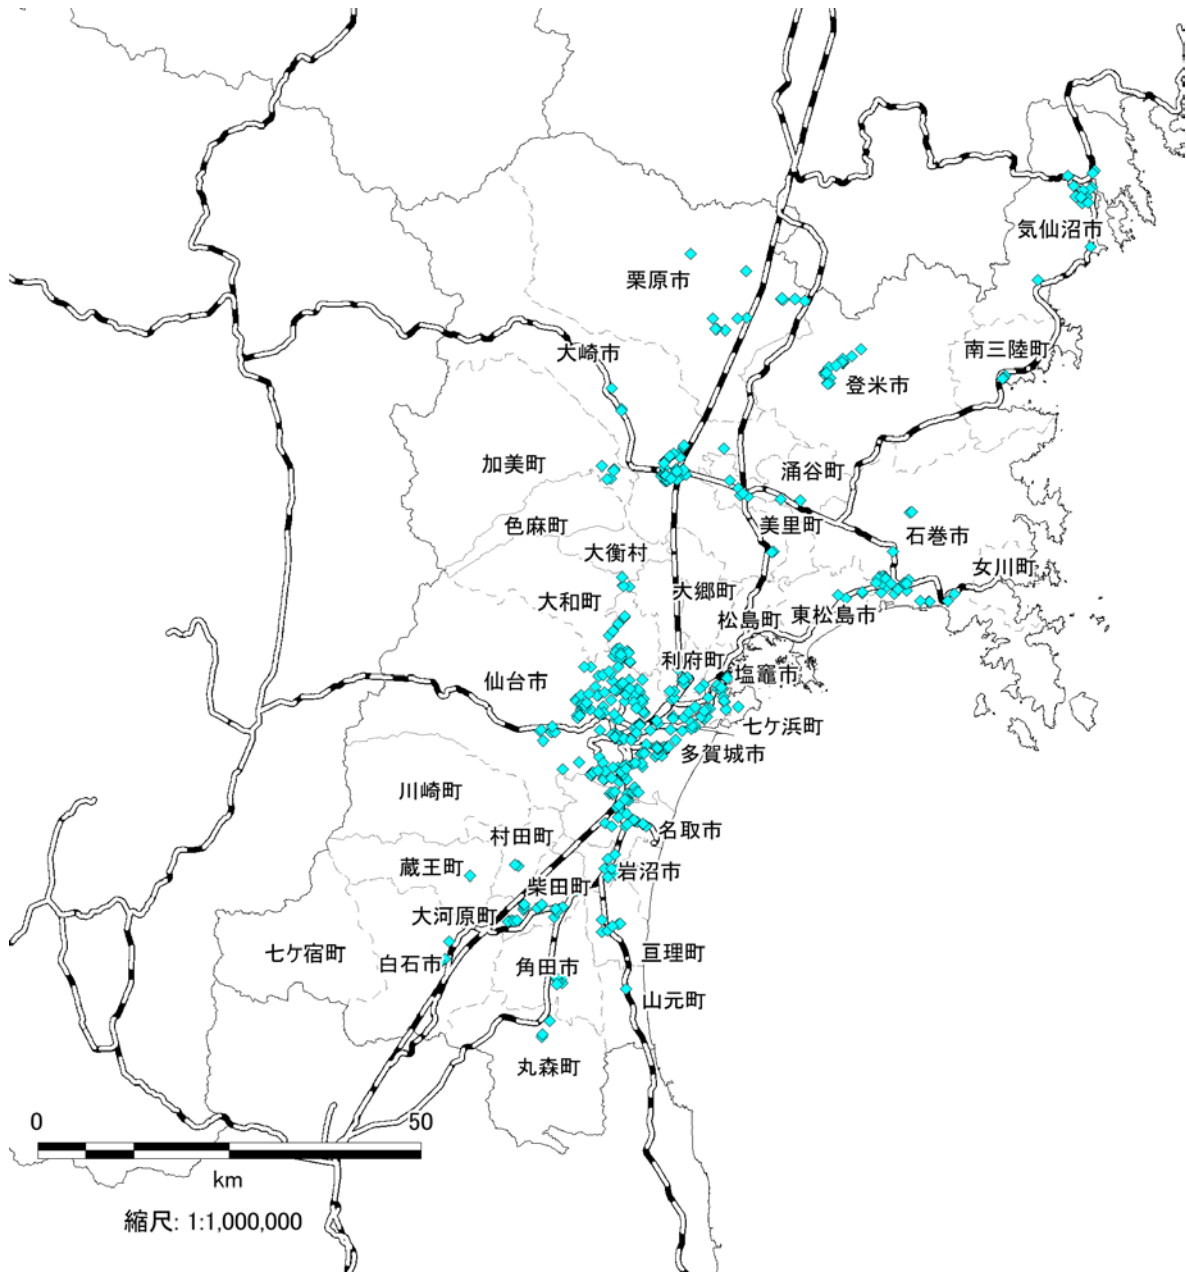 気仙沼市
栗原市
大崎市
南三陸町
登米市
加美町
涌谷町
色麻町
美里町
石巻市
大衡村
女川町
大郷町
大和町
松島町
東松島市
利府町
塩竈市
仙台市
七ケ浜町
多賀城市
川崎町
名取市
村田町
蔵王町
岩沼市
柴田町
大河原町
七ケ宿町
白石市
角田市
亘理町
山元町
丸森町
0 50
km
縮尺: 1:1,000,000